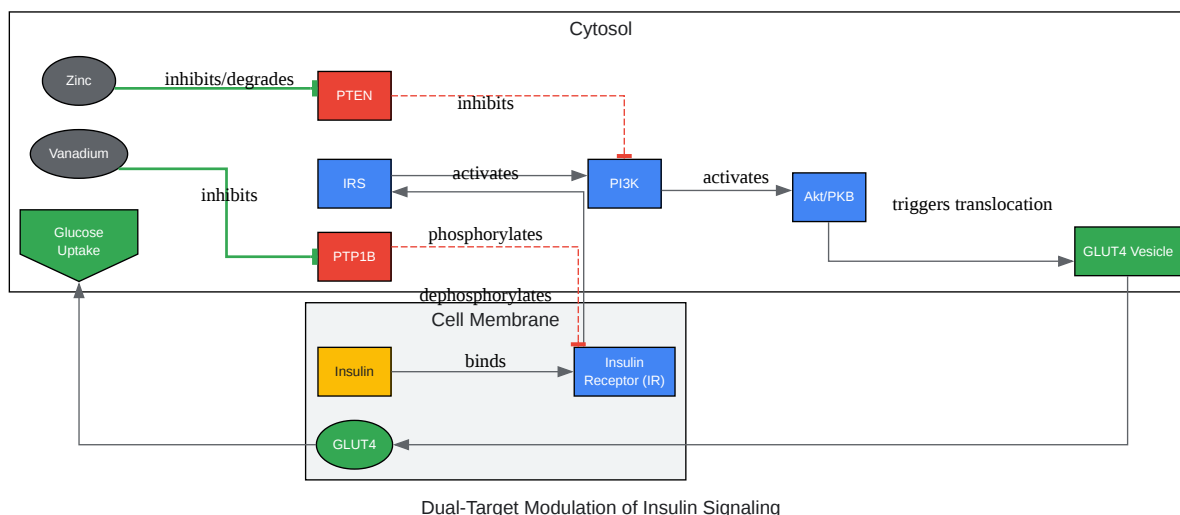 Cytosol
Zinc
inhibits/degrades
PTEN
inhibits
Vanadium
inhibits
IRS
activates
PI3K
activates
Akt/PKB
triggers translocation
Glucose
Uptake
PTP1B
phosphorylates
GLUT4 Vesicle
dephosphorylates
Cell Membrane
Insulin
binds
Insulin
Receptor (IR)
GLUT4
Dual-Target Modulation of Insulin Signaling